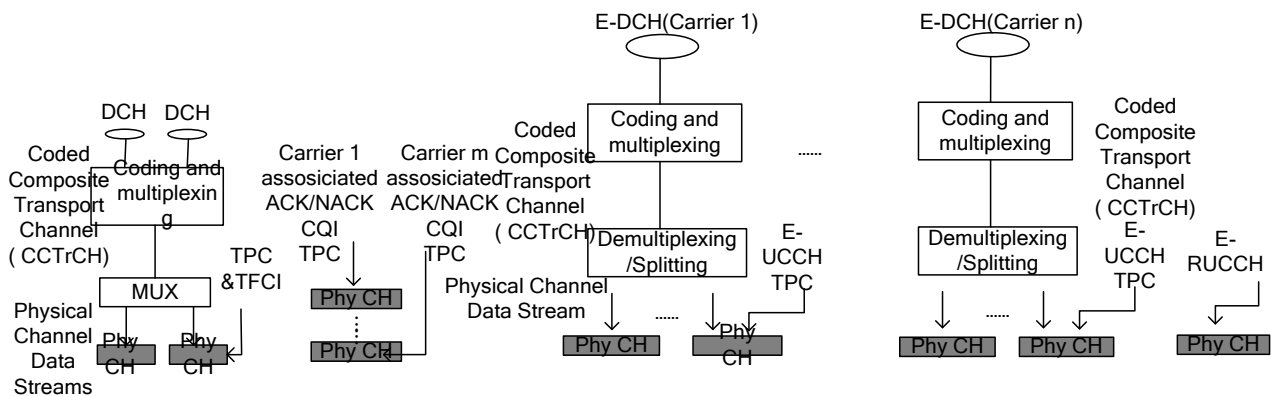 DCH
DCH
Coded
Composite
Transport
Channel
( CCTrCH)
Coding and
multiplexin
g
MUX
TPC
&TFCI
Physical
Channel
Data
Streams
Phy
CH
Phy
CH
Carrier 1
assosiciated
ACK/NACK
CQI
TPC
Carrier m
assosiciated
ACK/NACK
CQI
TPC
Phy CH
Phy CH
E-DCH(Carrier 1)
Coding and
multiplexing
Coded
Composite
Transport
Channel
( CCTrCH)
Demultiplexing
/Splitting
E-
UCCH
TPC
Physical Channel
Data Stream
......
Phy CH
Phy
CH
......
E-DCH(Carrier n)
Coding and
multiplexing
Coded
Composite
Transport
Channel
( CCTrCH)
Demultiplexing
/Splitting
E-
UCCH
TPC
......
Phy CH
Phy CH
E-
RUCCH
Phy CH